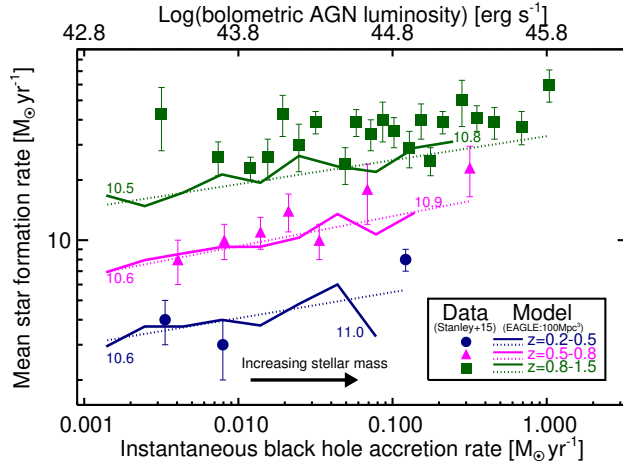 Log(bolometric AGN luminosity) [erg s⁻¹]
42.8 43.8 44.8 45.8
Mean star formation rate [M⊙ yr⁻¹]
10
10.5
10.8
10.6
10.9
10.6
11.0
Increasing stellar mass
Data Model
(Stanley+15) (EAGLE:100Mpc³)
z=0.2-0.5
z=0.5-0.8
z=0.8-1.5
0.001 0.010 0.100 1.000
Instantaneous black hole accretion rate [M⊙ yr⁻¹]